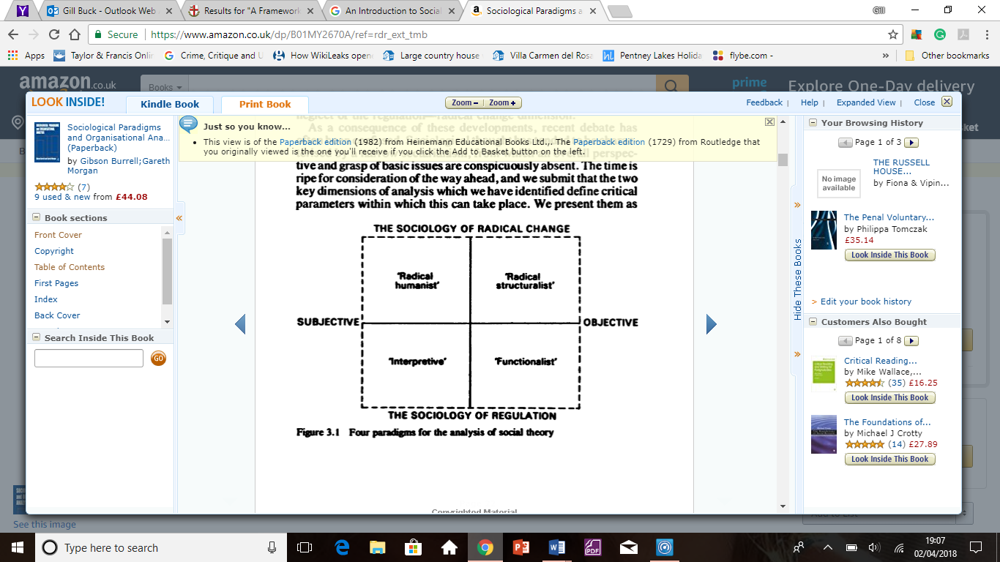 Gill Buck - Outlook Web
Results for "A Framework
An Introduction to Social
Sociological Paradigms a
Gill
Secure
https://www.amazon.co.uk/dp/B01MY2670A/ref=rdr_ext_tmb
Apps
Taylor & Francis Onlin
Crime, Critique and U
How WikiLeaks opene
Large country house
Villa Carmen del Rosa
Pentney Lakes Holida
flybe.com -
»
Other bookmarks
amazon.co.uk
Books
prime
Explore One-Day delivery
LOOK INSIDE!
Kindle Book
Print Book
Zoom −
Zoom +
Feedback |
Help |
Expanded View |
Close
Sociological Paradigms
and Organisational Ana...
(Paperback)
by Gibson Burrell;Gareth
Morgan
(7)
9 used & new from £44.08
Book sections
Front Cover
Copyright
Table of Contents
First Pages
Index
Back Cover
Search Inside This Book
GO
«
neglect of the regulation—radical change dimension.
As a consequence of these developments, recent debate has
Just so you know...
• This view is of the Paperback edition (1982) from Heinemann Educational Books Ltd.,. The Paperback edition (1729) from Routledge that
you originally viewed is the one you'll receive if you click the Add to Basket button on the left.
tive and grasp of basic issues are conspicuously absent. The time is
ripe for consideration of the way ahead, and we submit that the two
key dimensions of analysis which we have identified define critical
parameters within which this can take place. We present them as
THE SOCIOLOGY OF RADICAL CHANGE
'Radical
humanist'
'Radical
structuralist'
SUBJECTIVE
OBJECTIVE
'Interpretive'
'Functionalist'
THE SOCIOLOGY OF REGULATION
Figure 3.1 Four paradigms for the analysis of social theory
Copyrighted Material
»
Hide These Books
»
Your Browsing History
Page 1 of 3
No image
available
THE RUSSELL
HOUSE...
by Fiona & Vipin...
The Penal Voluntary...
by Philippa Tomczak
£35.14
Look Inside This Book
> Edit your book history
Customers Also Bought
Page 1 of 8
Critical Reading...
by Mike Wallace,...
(35) £16.25
Look Inside This Book
The Foundations of...
by Michael J Crotty
(14) £27.89
Look Inside This Book
See this image
Add to List
Type here to search
19:07
02/04/2018